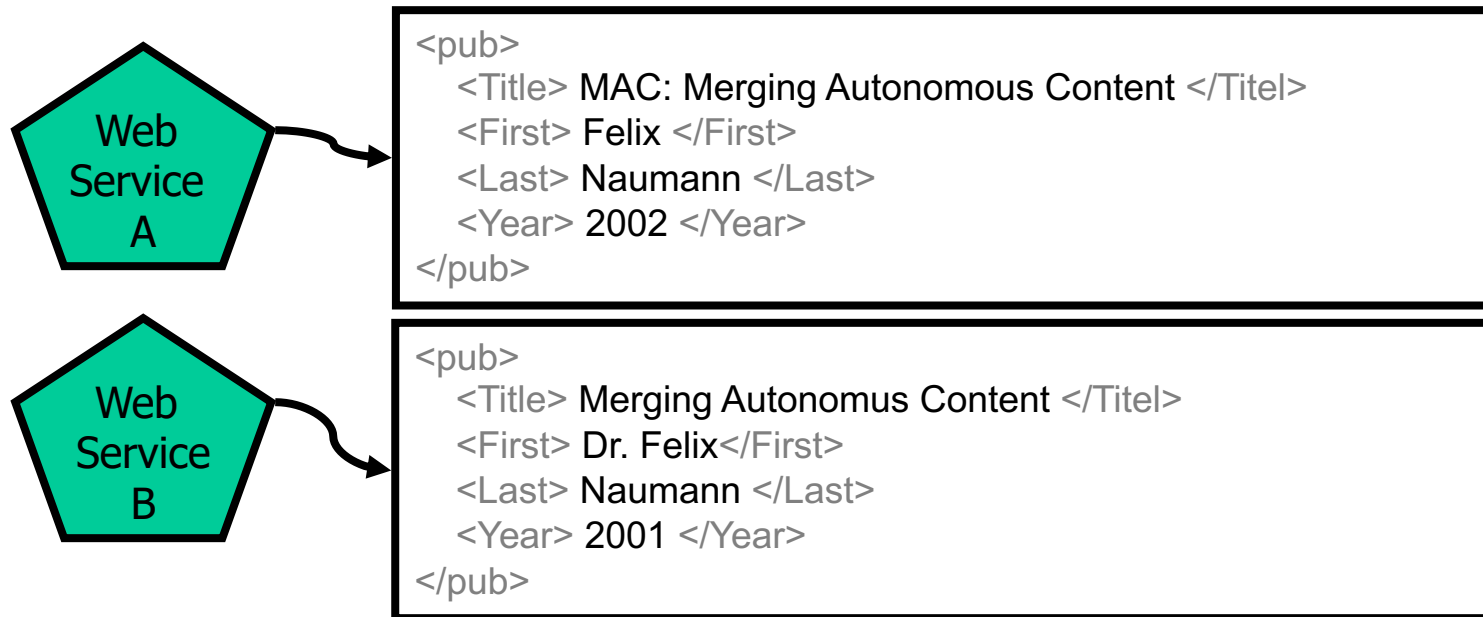 Web
Service
A
<pub>
<Title> MAC: Merging Autonomous Content </Titel>
<First> Felix </First>
<Last> Naumann </Last>
<Year> 2002 </Year>
</pub>
Web
Service
B
<pub>
<Title> Merging Autonomus Content </Titel>
<First> Dr. Felix</First>
<Last> Naumann </Last>
<Year> 2001 </Year>
</pub>